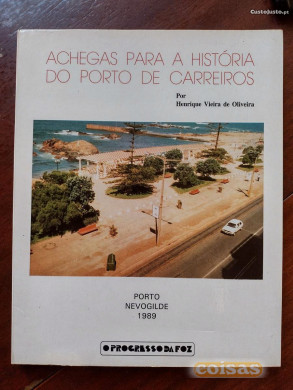 CustoJusto.pt
ACHEGAS PARA A HISTÓRIA
DO PORTO DE CARREIROS
Por
Henrique Vieira de Oliveira
PORTO
NEVOGILDE
1989
O PROGRESSO DA FOZ
coisas